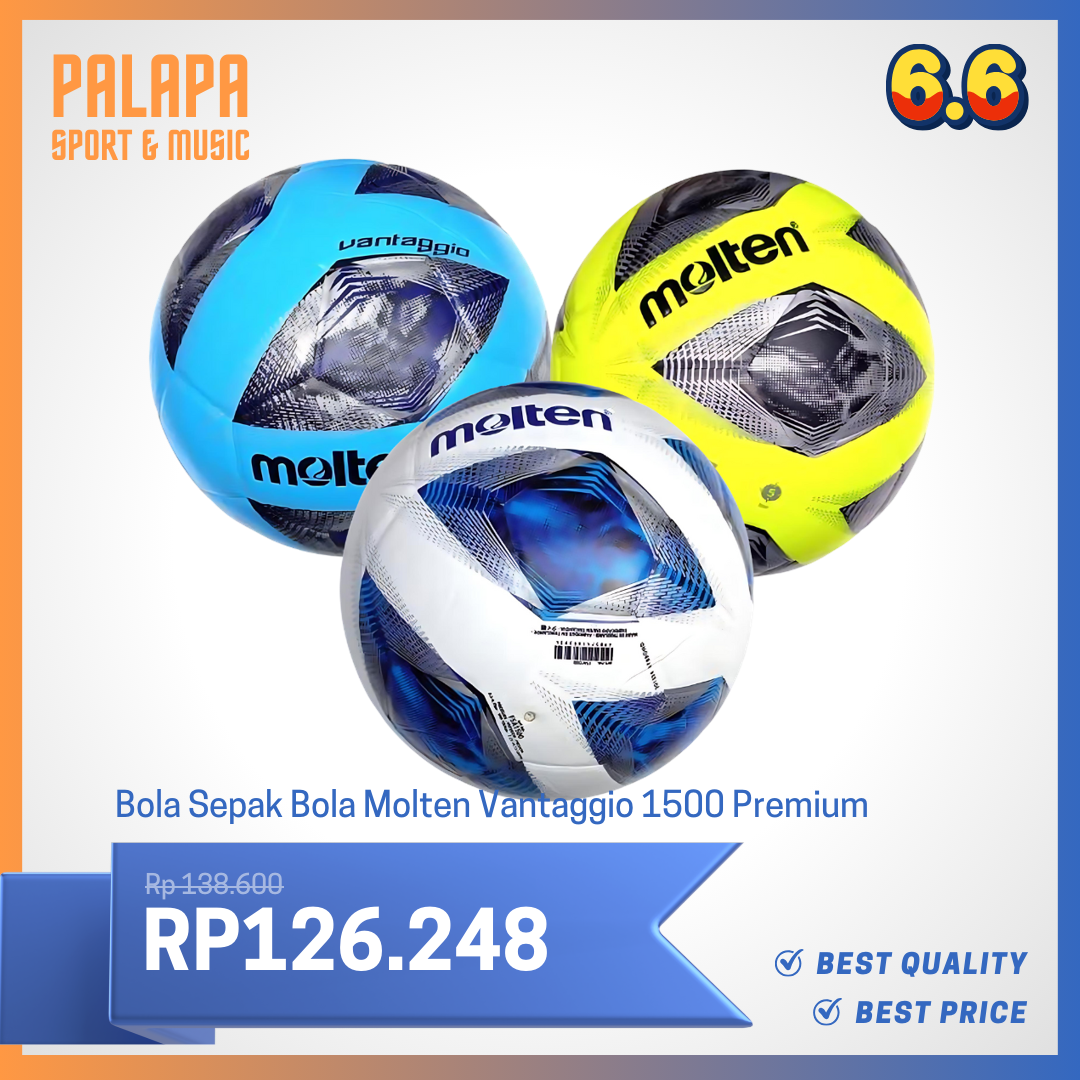 PALAPA
SPORT & MUSIC
6.6
vantaggio
molten
molten
molten
FSA1500
Bola Sepak Bola Molten Vantaggio 1500 Premium
Rp 138.600
RP126.248
BEST QUALITY
BEST PRICE